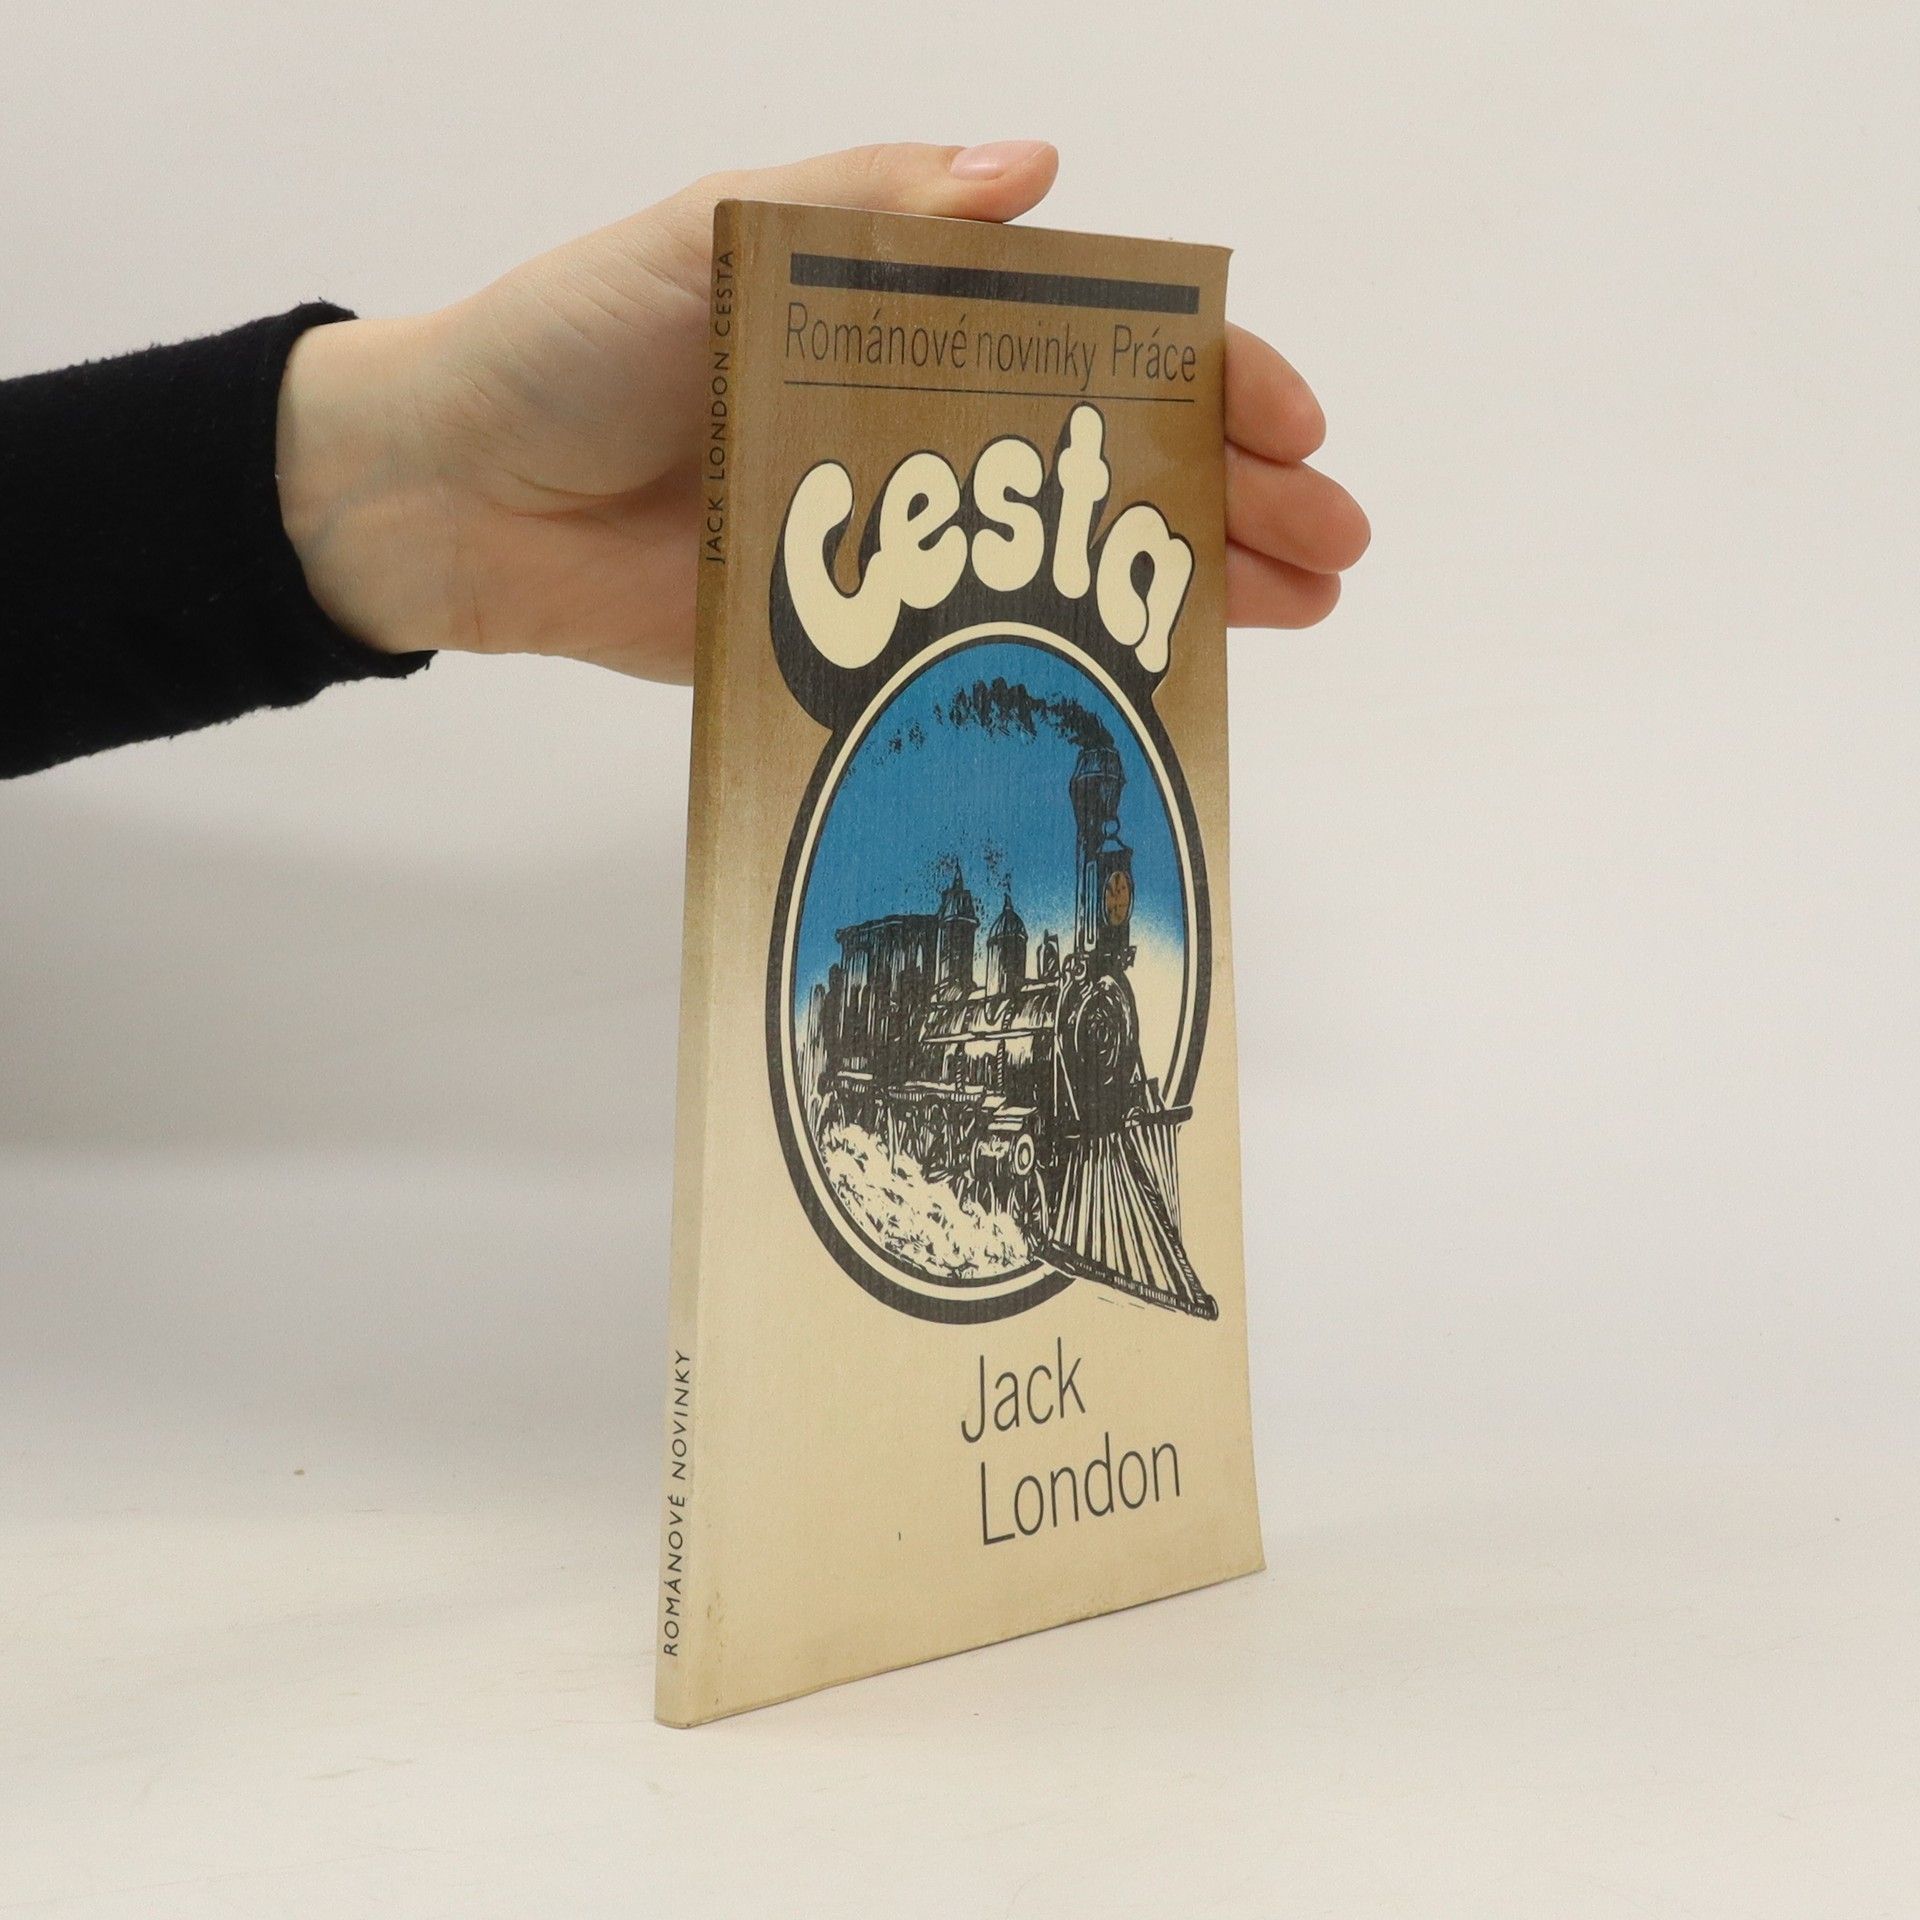 JACK LONDON CESTA
ROMÁNOVÉ NOVINKY
Románové novinky Práce
Cesta
Jack
London